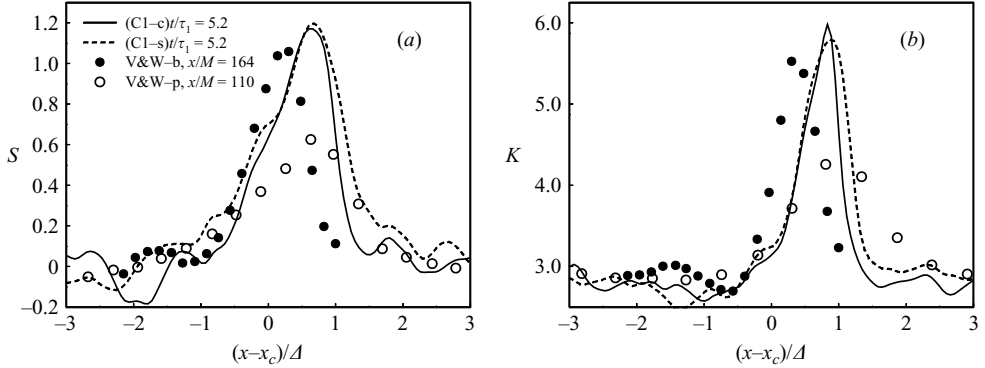 (C1–c)t/τ1 = 5.2
(C1–s)t/τ1 = 5.2
V&W–b, x/M = 164
V&W–p, x/M = 110
(a)
1.2
1.0
0.8
0.6
0.4
0.2
0
–0.2
S
–3 –2 –1 0 1 2 3
(x–xc)/Δ
(b)
6.0
5.0
4.0
3.0
K
–3 –2 –1 0 1 2 3
(x–xc)/Δ